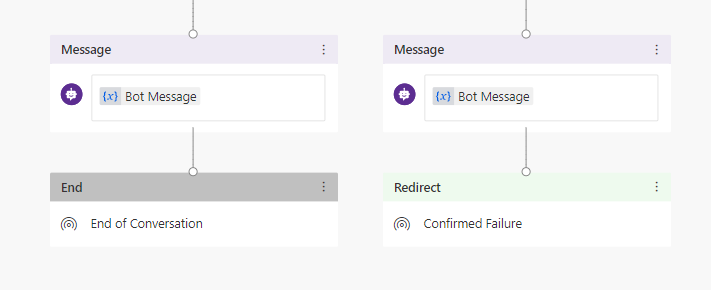 Message
{x} Bot Message
End
End of Conversation
Message
{x} Bot Message
Redirect
Confirmed Failure